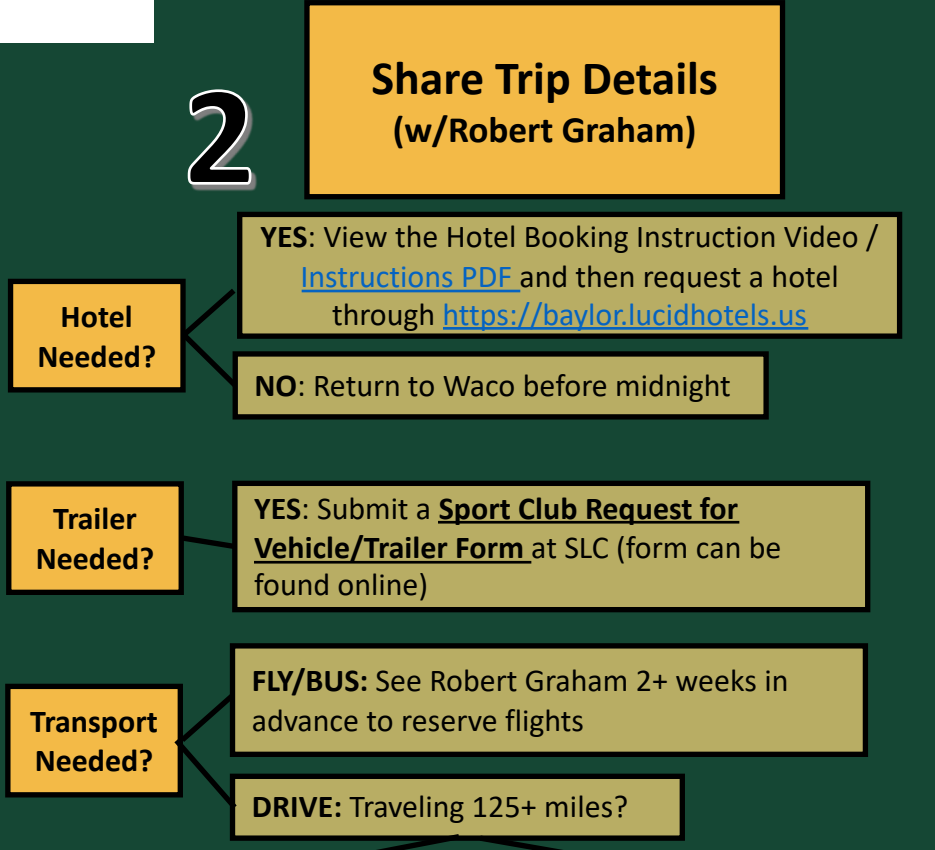 2
Share Trip Details
(w/Robert Graham)
YES: View the Hotel Booking Instruction Video /
Instructions PDF and then request a hotel
through https://baylor.lucidhotels.us
Hotel
Needed?
NO: Return to Waco before midnight
Trailer
Needed?
YES: Submit a Sport Club Request for
Vehicle/Trailer Form at SLC (form can be
found online)
Transport
Needed?
FLY/BUS: See Robert Graham 2+ weeks in
advance to reserve flights
DRIVE: Traveling 125+ miles?